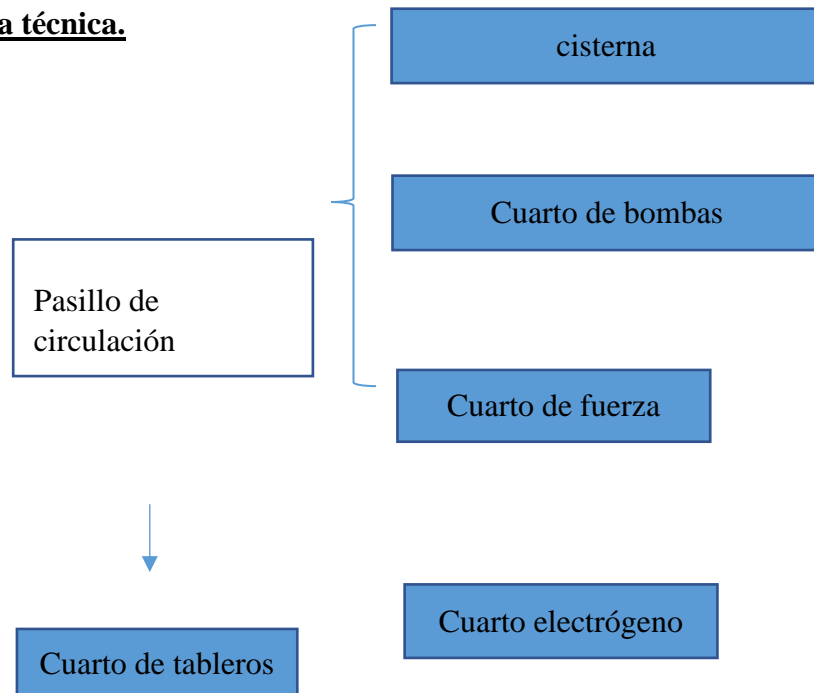 a técnica.
cisterna
Cuarto de bombas
Pasillo de
circulación
Cuarto de fuerza
Cuarto electrógeno
Cuarto de tableros